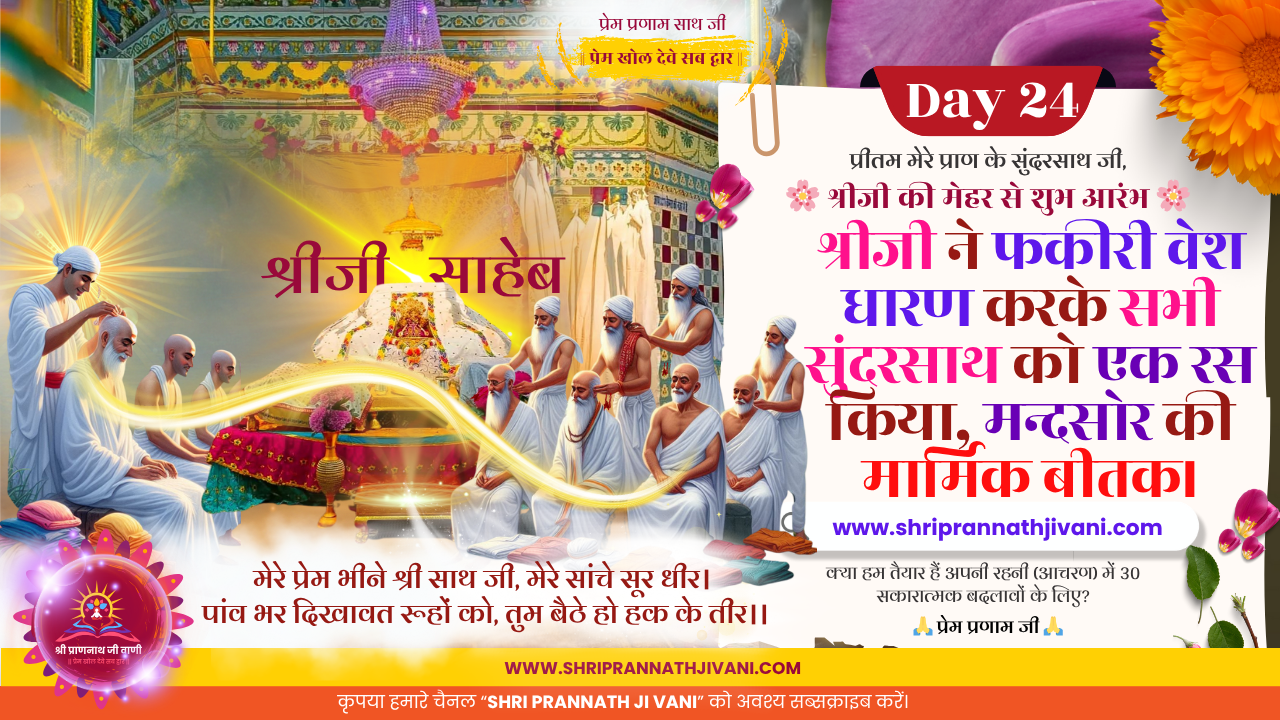 प्रेम प्रणाम साथ जी
॥ प्रेम खोल देवे सब द्वार ॥
श्रीजी साहेब
मेरे प्रेम भीने श्री साथ जी, मेरे सांचे सूर धीर।
पांव भर दिखावत रूहों को, तुम बैठे हो हक के तीर।।
श्री प्राणनाथ जी वाणी
॥ प्रेम खोल देवे सब द्वार ॥
Day 24
प्रीतम मेरे प्राण के सुंदरसाथ जी,
🌸 श्रीजी की मेहर से शुभ आरंभ 🌸
श्रीजी ने फकीरी वेश
धारण करके सभी
सुंदरसाथ को एक रस
किया, मन्दसोर की
मार्मिक बीतक।
www.shriprannathjivani.com
क्या हम तैयार हैं अपनी रहनी (आचरण) में 30
सकारात्मक बदलावों के लिए?
🙏 प्रेम प्रणाम जी 🙏
WWW.SHRIPRANNATHJIVANI.COM
कृपया हमारे चैनल “SHRI PRANNATH JI VANI” को अवश्य सब्सक्राइब करें।